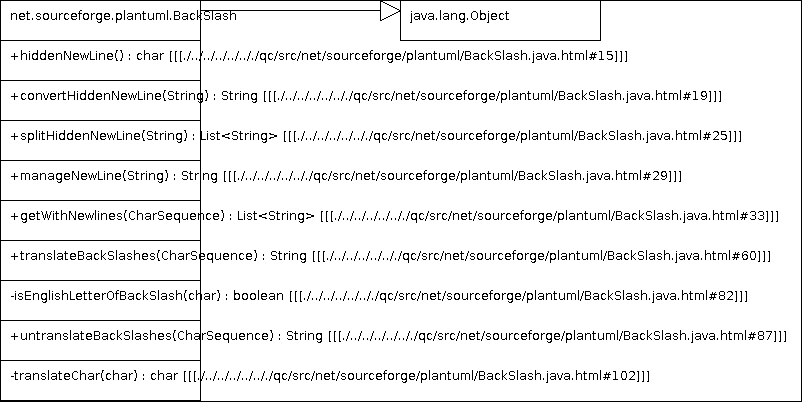 net.sourceforge.plantuml.BackSlash
java.lang.Object
+hiddenNewLine() : char [[[./../../../../../../qc/src/net/sourceforge/plantuml/BackSlash.java.html#15]]]
+convertHiddenNewLine(String) : String [[[./../../../../../../qc/src/net/sourceforge/plantuml/BackSlash.java.html#19]]]
+splitHiddenNewLine(String) : List<String> [[[./../../../../../../qc/src/net/sourceforge/plantuml/BackSlash.java.html#25]]]
+manageNewLine(String) : String [[[./../../../../../../qc/src/net/sourceforge/plantuml/BackSlash.java.html#29]]]
+getWithNewlines(CharSequence) : List<String> [[[./../../../../../../qc/src/net/sourceforge/plantuml/BackSlash.java.html#33]]]
+translateBackSlashes(CharSequence) : String [[[./../../../../../../qc/src/net/sourceforge/plantuml/BackSlash.java.html#60]]]
-isEnglishLetterOfBackSlash(char) : boolean [[[./../../../../../../qc/src/net/sourceforge/plantuml/BackSlash.java.html#82]]]
+untranslateBackSlashes(CharSequence) : String [[[./../../../../../../qc/src/net/sourceforge/plantuml/BackSlash.java.html#87]]]
-translateChar(char) : char [[[./../../../../../../qc/src/net/sourceforge/plantuml/BackSlash.java.html#102]]]